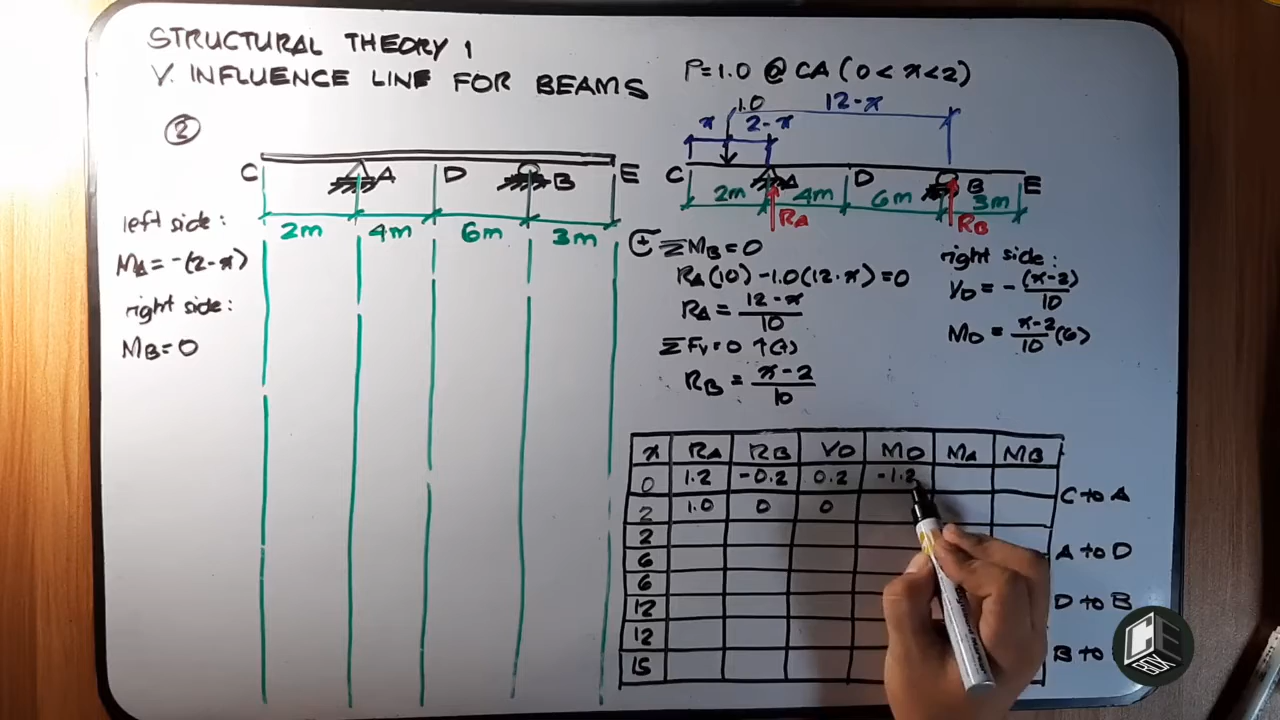 STRUCTURAL THEORY 1
V. INFLUENCE LINE FOR BEAMS
2
C A D B E
2m 4m 6m 3m
left side:
MA = -(2-x)
right side:
MB = 0
P=1.0 @ CA (0 < x < 2)
1.0 12-x
x 2-x
C A D B E
2m 4m 6m 3m
RA RB
+ ΣMB = 0
RA(10) - 1.0(12-x) = 0
RA = 12-x / 10
ΣFV = 0 ↑(+)
RB = x-2 / 10
right side:
VD = - (x-2) / 10
MD = x-2 / 10 (6)
x RA RB VD MD MA MB
0 1.2 -0.2 0.2 -1.2
2 1.0 0 0
C to A
2
6
A to D
6
12
D to B
12
15
B to
CE
BOX